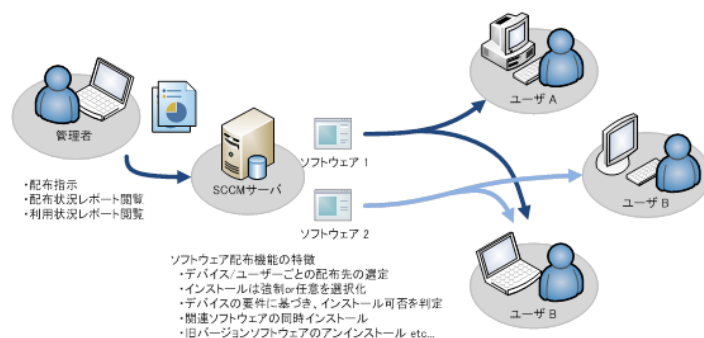 管理者
・配布指示
・配布状況レポート閲覧
・利用状況レポート閲覧
SCCMサーバ
ソフトウェア 1
ソフトウェア 2
ユーザ A
ユーザ B
ユーザ B
ソフトウェア配布機能の特徴
・デバイス/ユーザーごとの配布先の選定
・インストールは強制or任意を選択化
・デバイスの要件に基づき、インストール可否を判定
・関連ソフトウェアの同時インストール
・旧バージョンソフトウェアのアンインストール etc...